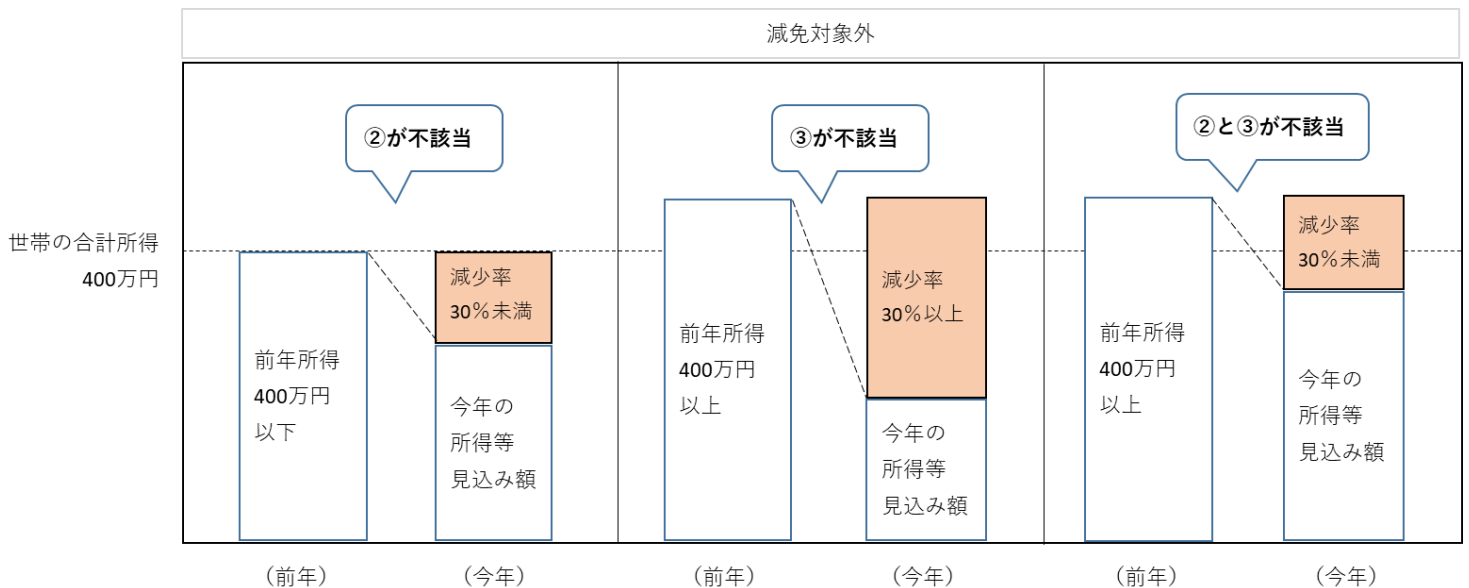 減免対象外
②が不該当
③が不該当
②と③が不該当
世帯の合計所得
400万円
前年所得
400万円
以下
減少率
30％未満
今年の
所得等
見込み額
前年所得
400万円
以上
減少率
30％以上
今年の
所得等
見込み額
前年所得
400万円
以上
減少率
30％未満
今年の
所得等
見込み額
（前年）
（今年）
（前年）
（今年）
（前年）
（今年）